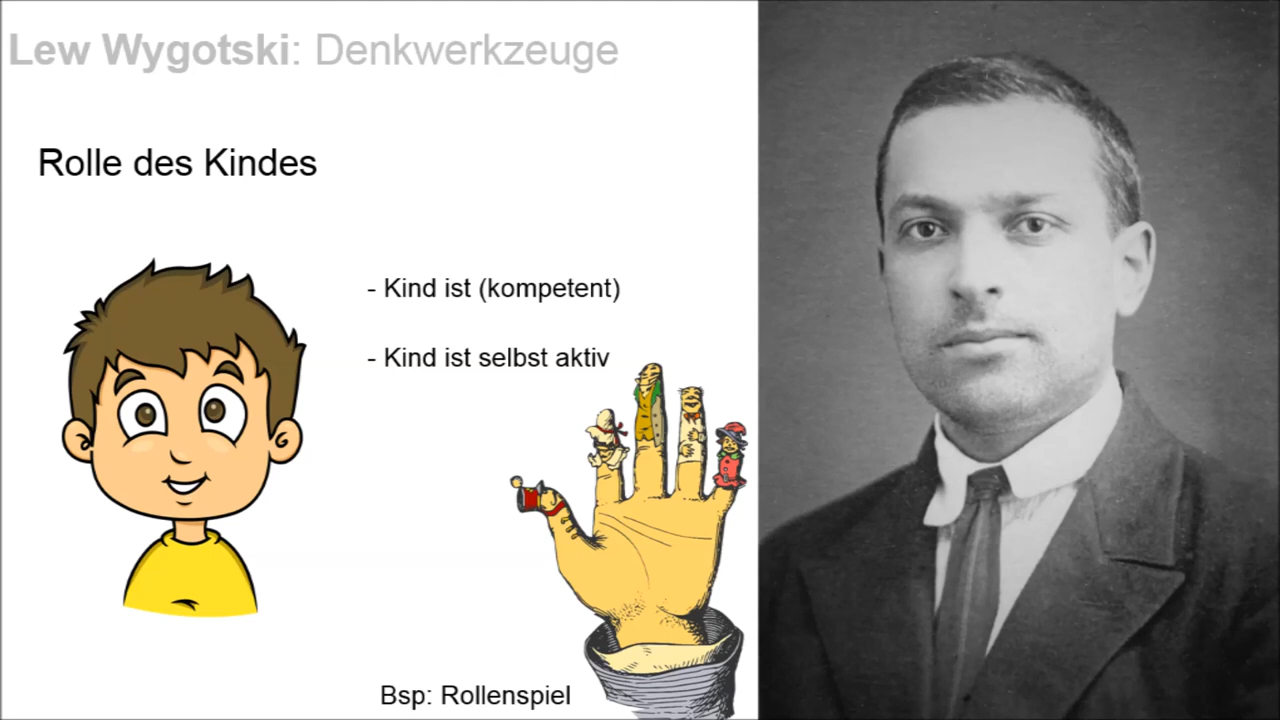 Lew Wygotski: Denkwerkzeuge
Rolle des Kindes
- Kind ist (kompetent)
- Kind ist selbst aktiv
Bsp: Rollenspiel